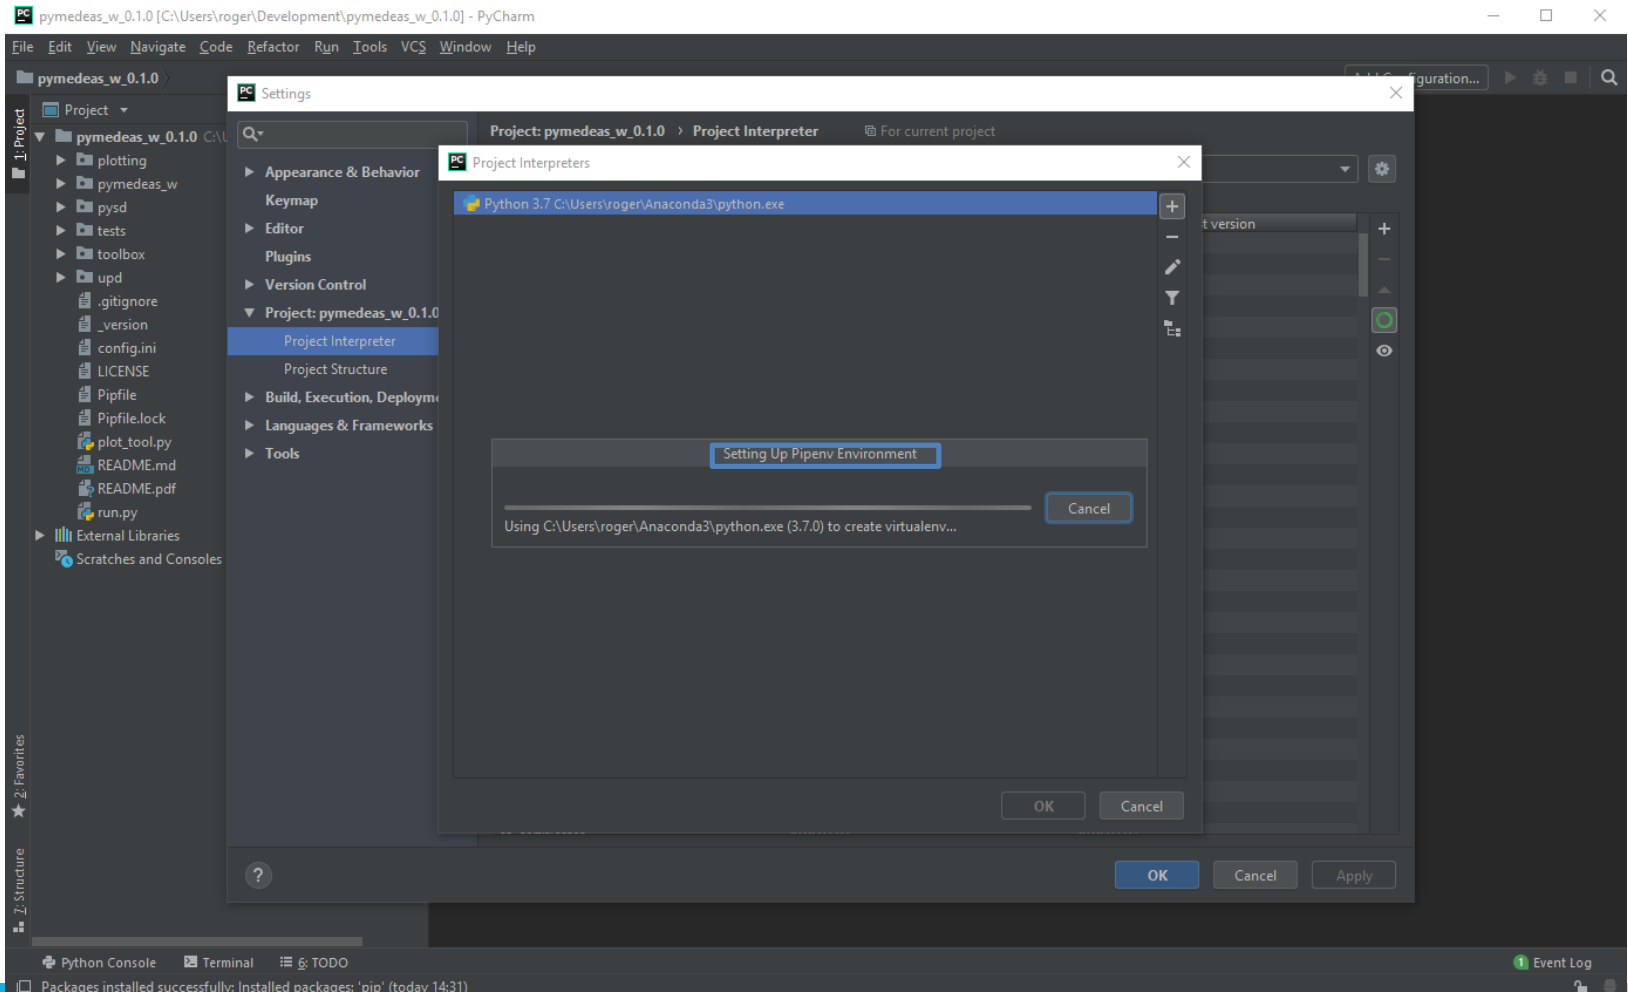 pymedeas_w_0.1.0 [C:\Users\roger\Development\pymedeas_w_0.1.0] - PyCharm
File Edit View Navigate Code Refactor Run Tools VCS Window Help
pymedeas_w_0.1.0
guration...
1: Project
Project
pymedeas_w_0.1.0 C:\U
plotting
pymedeas_w
pysd
tests
toolbox
upd
.gitignore
_version
config.ini
LICENSE
Pipfile
Pipfile.lock
plot_tool.py
README.md
README.pdf
run.py
External Libraries
Scratches and Consoles
2: Favorites
7: Structure
Settings
Appearance & Behavior
Keymap
Editor
Plugins
Version Control
Project: pymedeas_w_0.1.0
Project Interpreter
Project Structure
Build, Execution, Deployme
Languages & Frameworks
Tools
Project: pymedeas_w_0.1.0 › Project Interpreter For current project
t version
Project Interpreters
Python 3.7 C:\Users\roger\Anaconda3\python.exe
Setting Up Pipenv Environment
Cancel
Using C:\Users\roger\Anaconda3\python.exe (3.7.0) to create virtualenv...
OK Cancel
? OK Cancel Apply
Python Console Terminal 6: TODO 1 Event Log
Packages installed successfully: Installed packages: 'pip' (today 14:31)